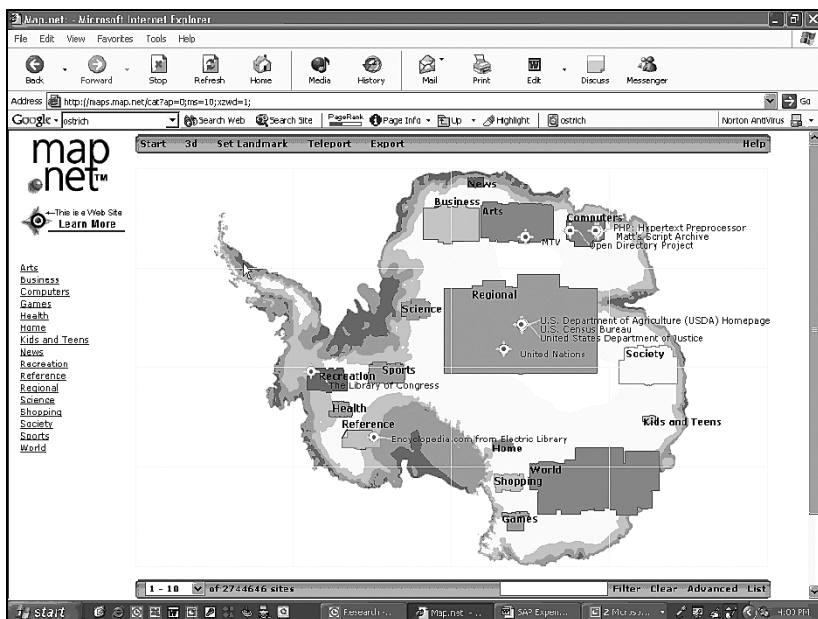 Map.net: - Microsoft Internet Explorer
File Edit View Favorites Tools Help
Back Forward Stop Refresh Home Media History Mail Print Edit Discuss Messenger
Address http://maps.map.net/cat?ap=0;ms=10;xzwd=1; Go
Google ostrich Search Web Search Site PageRank Page Info Up Highlight ostrich Norton AntiVirus
map.net™
Start 3d Set Landmark Teleport Export Help
This is a Web Site
Learn More
Arts
Business
Computers
Games
Health
Home
Kids and Teens
News
Recreation
Reference
Regional
Science
Shopping
Society
Sports
World
News
Business
Arts
Computers
PHP: Hypertext Preprocessor
Matt's Script Archive
MTV
Open Directory Project
Regional
Science
U.S. Department of Agriculture (USDA) Homepage
U.S. Census Bureau
United States Department of Justice
United Nations
Society
Sports
Recreation
The Library of Congress
Health
Reference
Kids and Teens
Encyclopedia.com from Electric Library
Home
World
Shopping
Games
1 - 10 of 2744646 sites Filter Clear Advanced List
start Research -... Map.net - ... SAP Expen... 4:00 PM